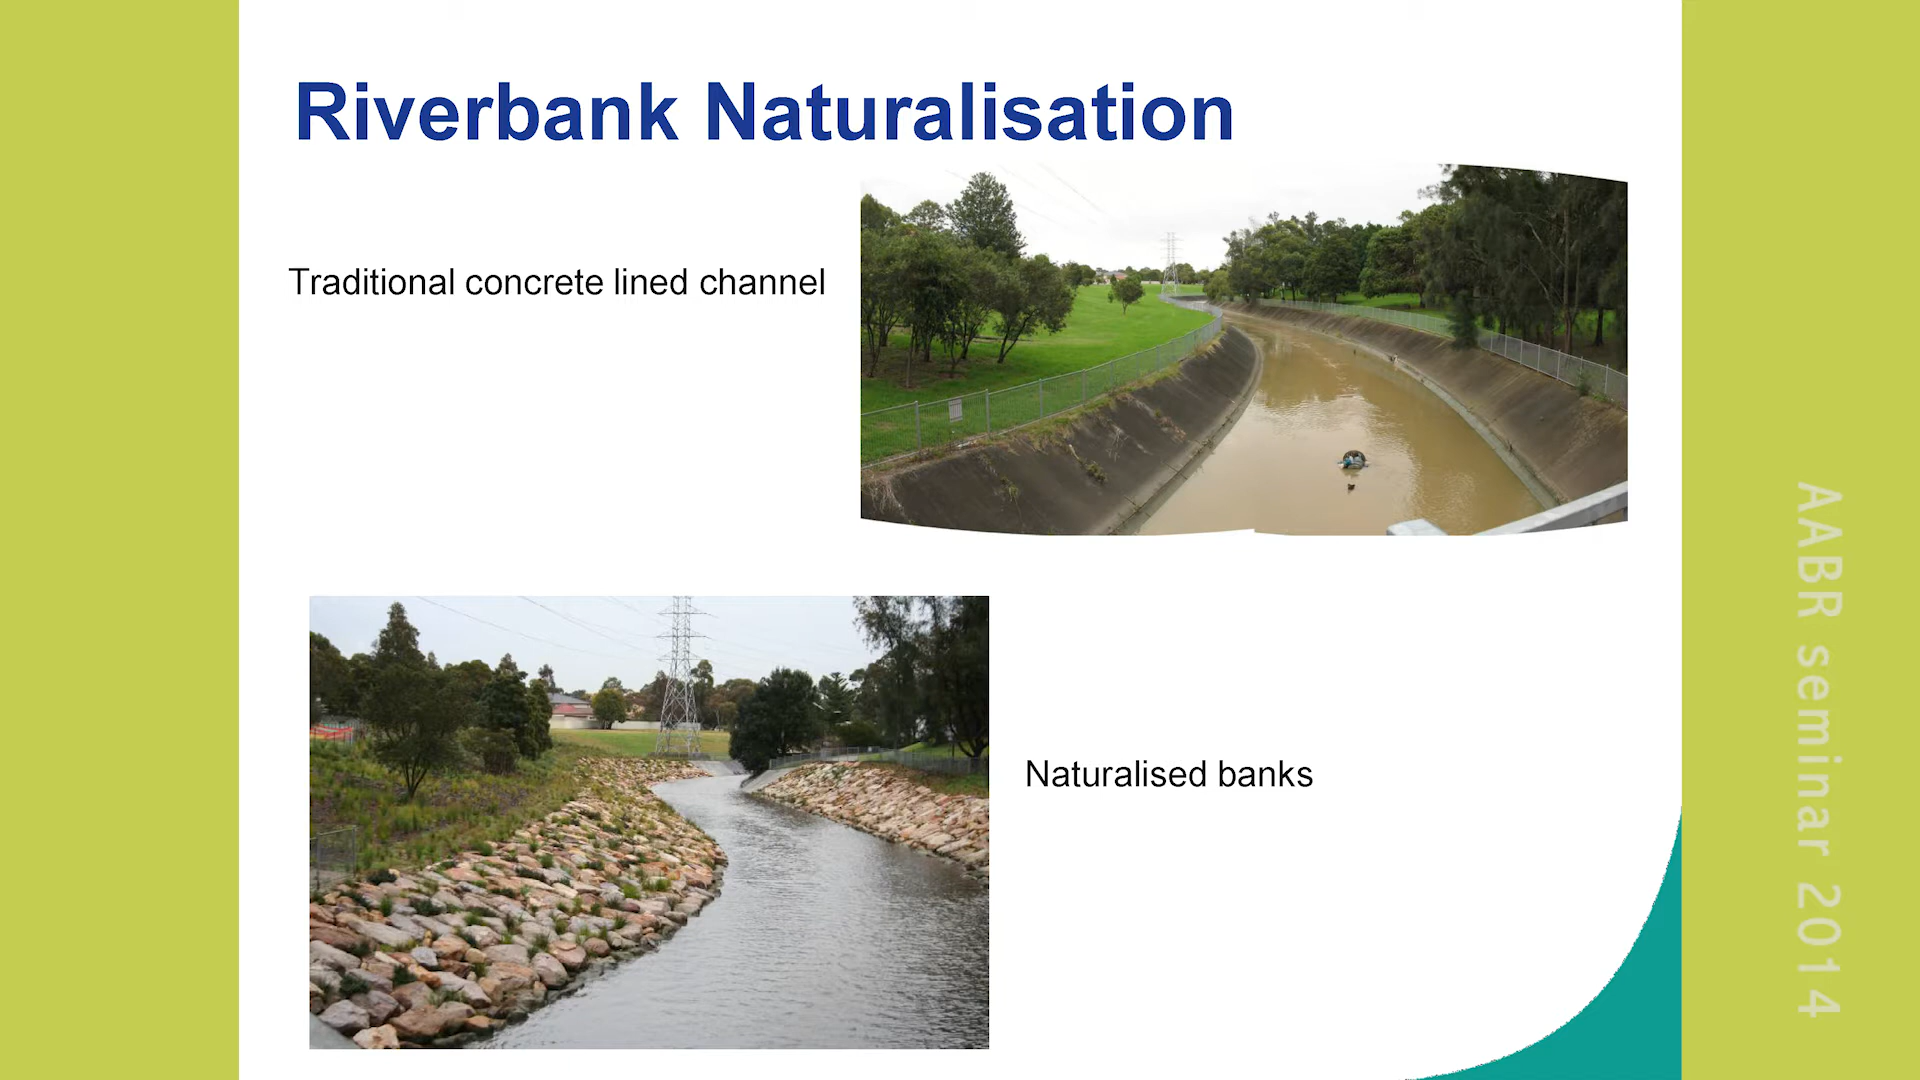 Riverbank Naturalisation
Traditional concrete lined channel
Naturalised banks
AABR seminar 2014